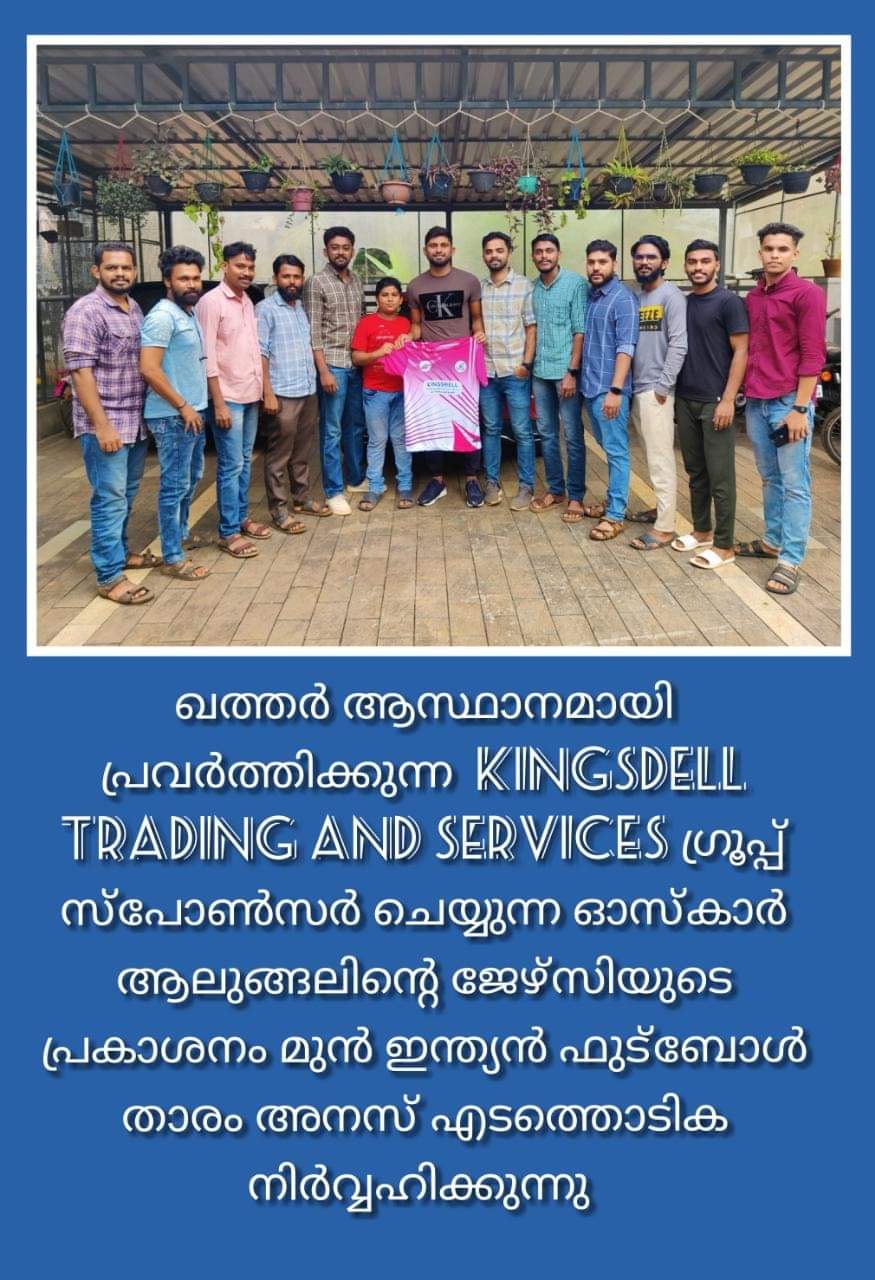 KINGSDELL
K
EEZE
ഖത്തർ ആസ്ഥാനമായി
പ്രവർത്തിക്കുന്ന KINGSDELL
TRADING AND SERVICES ഗ്രൂപ്പ്
സ്പോൺസർ ചെയ്യുന്ന ഓസ്കാർ
ആലുങ്ങലിന്റെ ജേഴ്സിയുടെ
പ്രകാശനം മുൻ ഇന്ത്യൻ ഫുട്ബോൾ
താരം അനസ് എടത്തൊടിക
നിർവ്വഹിക്കുന്നു